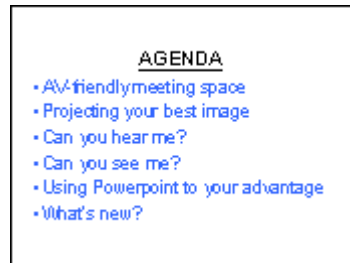 AGENDA
• AV-friendly meeting space
• Projecting your best image
• Can you hear me?
• Can you see me?
• Using Powerpoint to your advantage
• What's new?